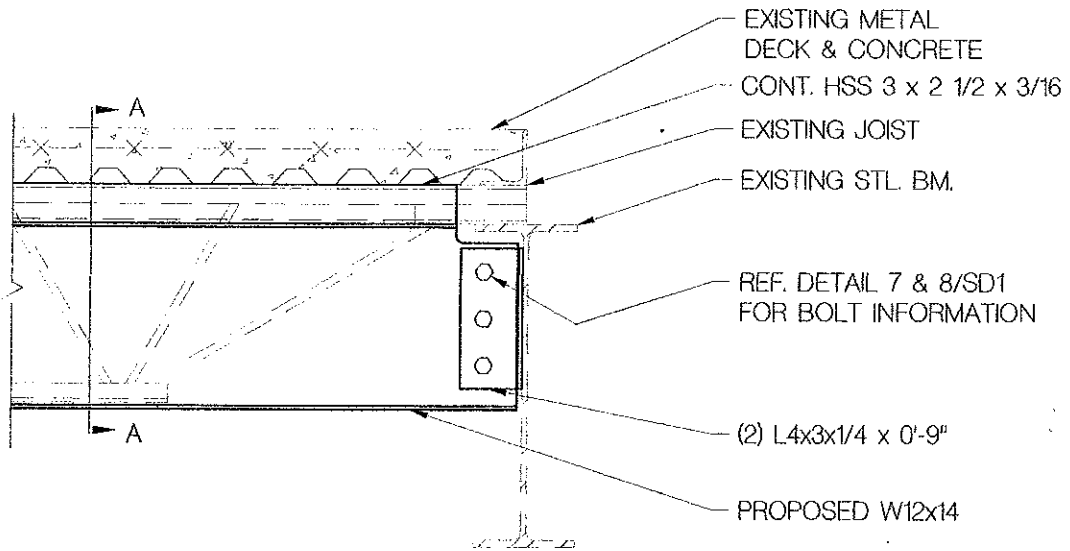 EXISTING METAL
DECK & CONCRETE
CONT. HSS 3 x 2 1/2 x 3/16
EXISTING JOIST
EXISTING STL. BM.
REF. DETAIL 7 & 8/SD1
FOR BOLT INFORMATION
(2) L4x3x1/4 x 0'-9"
PROPOSED W12x14
A
A